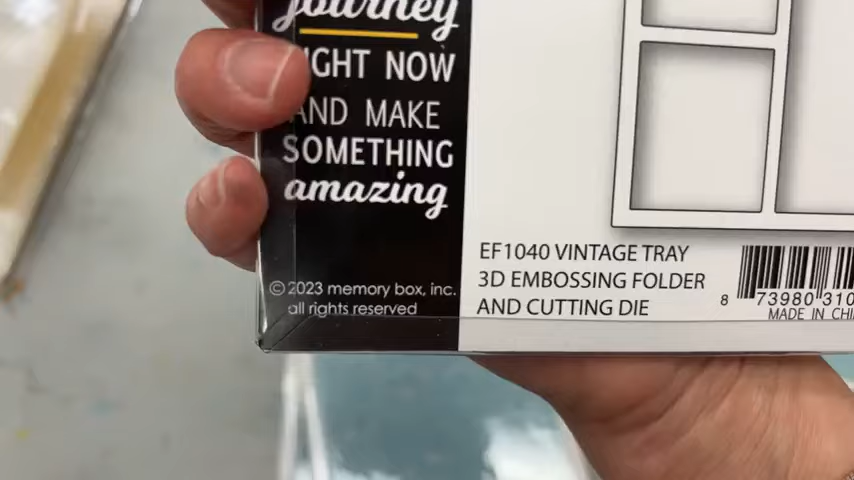 journey
RIGHT NOW
AND MAKE
SOMETHING
amazing
© 2023 memory box, inc.
all rights reserved
EF1040 VINTAGE TRAY
3D EMBOSSING FOLDER
AND CUTTING DIE
8 73980 310
MADE IN CHI